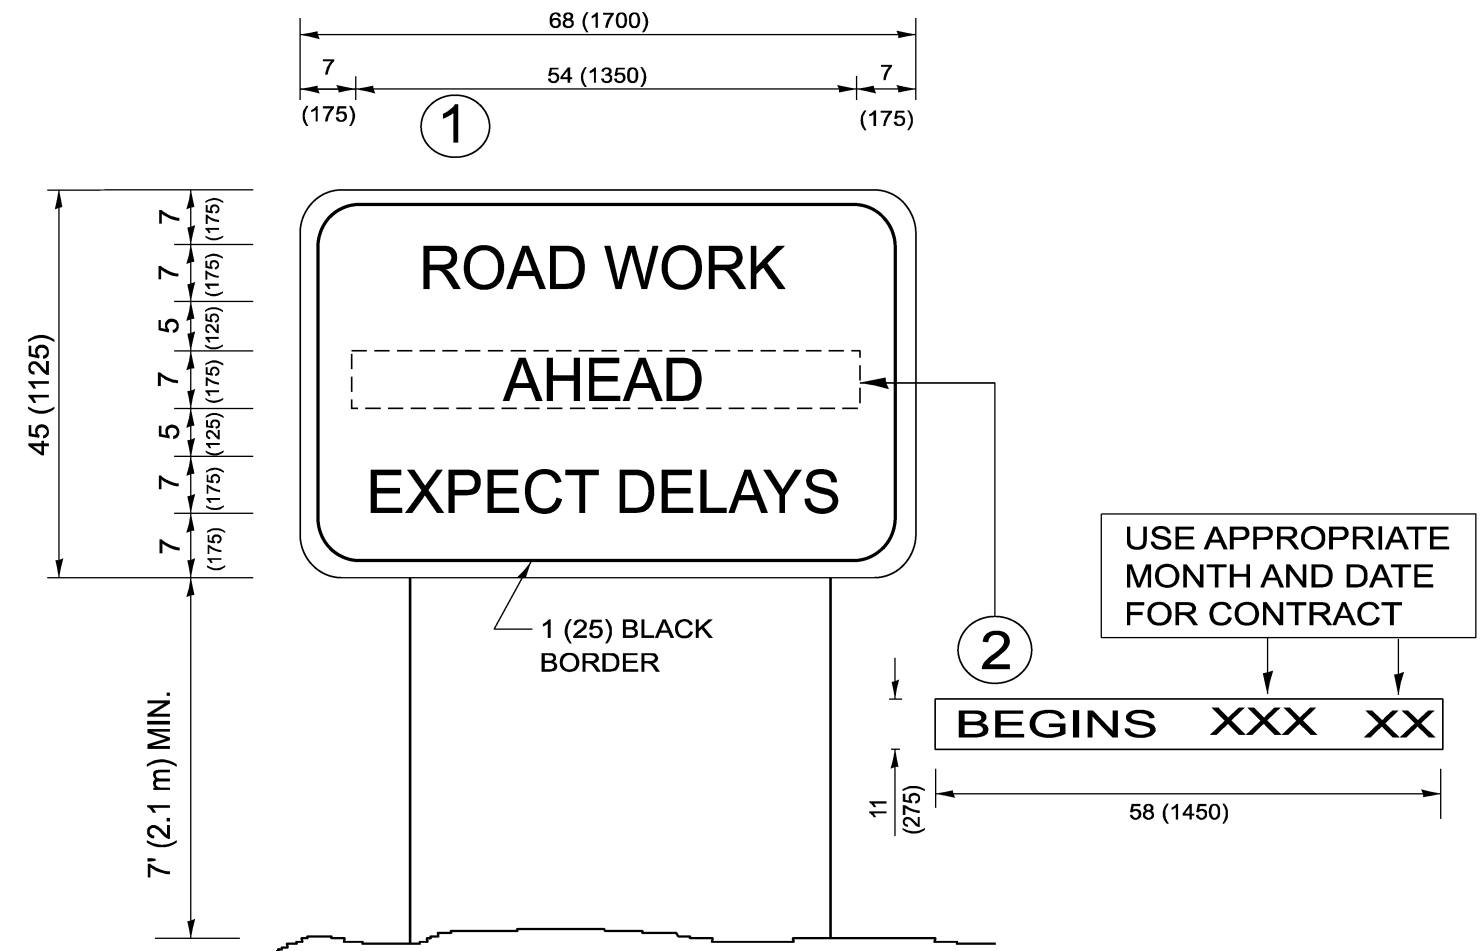 68 (1700)
7
54 (1350)
7
(175)
(175)
1
7
(175)
7
(175)
5
(125)
7
(175)
5
(125)
7
(175)
7
(175)
45 (1125)
ROAD WORK
AHEAD
EXPECT DELAYS
1 (25) BLACK
BORDER
7' (2.1 m) MIN.
USE APPROPRIATE
MONTH AND DATE
FOR CONTRACT
2
BEGINS XXX XX
11
(275)
58 (1450)